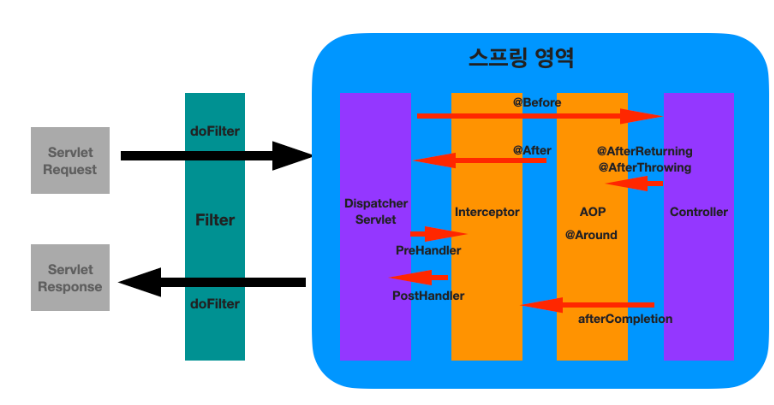 스프링 영역
Servlet
Request
Servlet
Response
doFilter
Filter
doFilter
Dispatcher
Servlet
@Before
@After
PreHandler
PostHandler
Interceptor
@AfterReturning
@AfterThrowing
AOP
@Around
Controller
afterCompletion